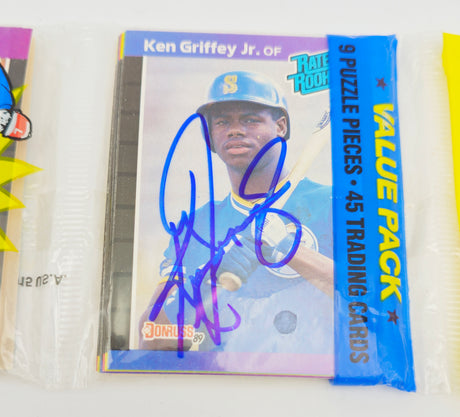 Ken Griffey Jr. OF
RATED
ROOKIE
S
VALUE PACK
9 PUZZLE PIECES • 45 TRADING CARDS
DONRUSS 89